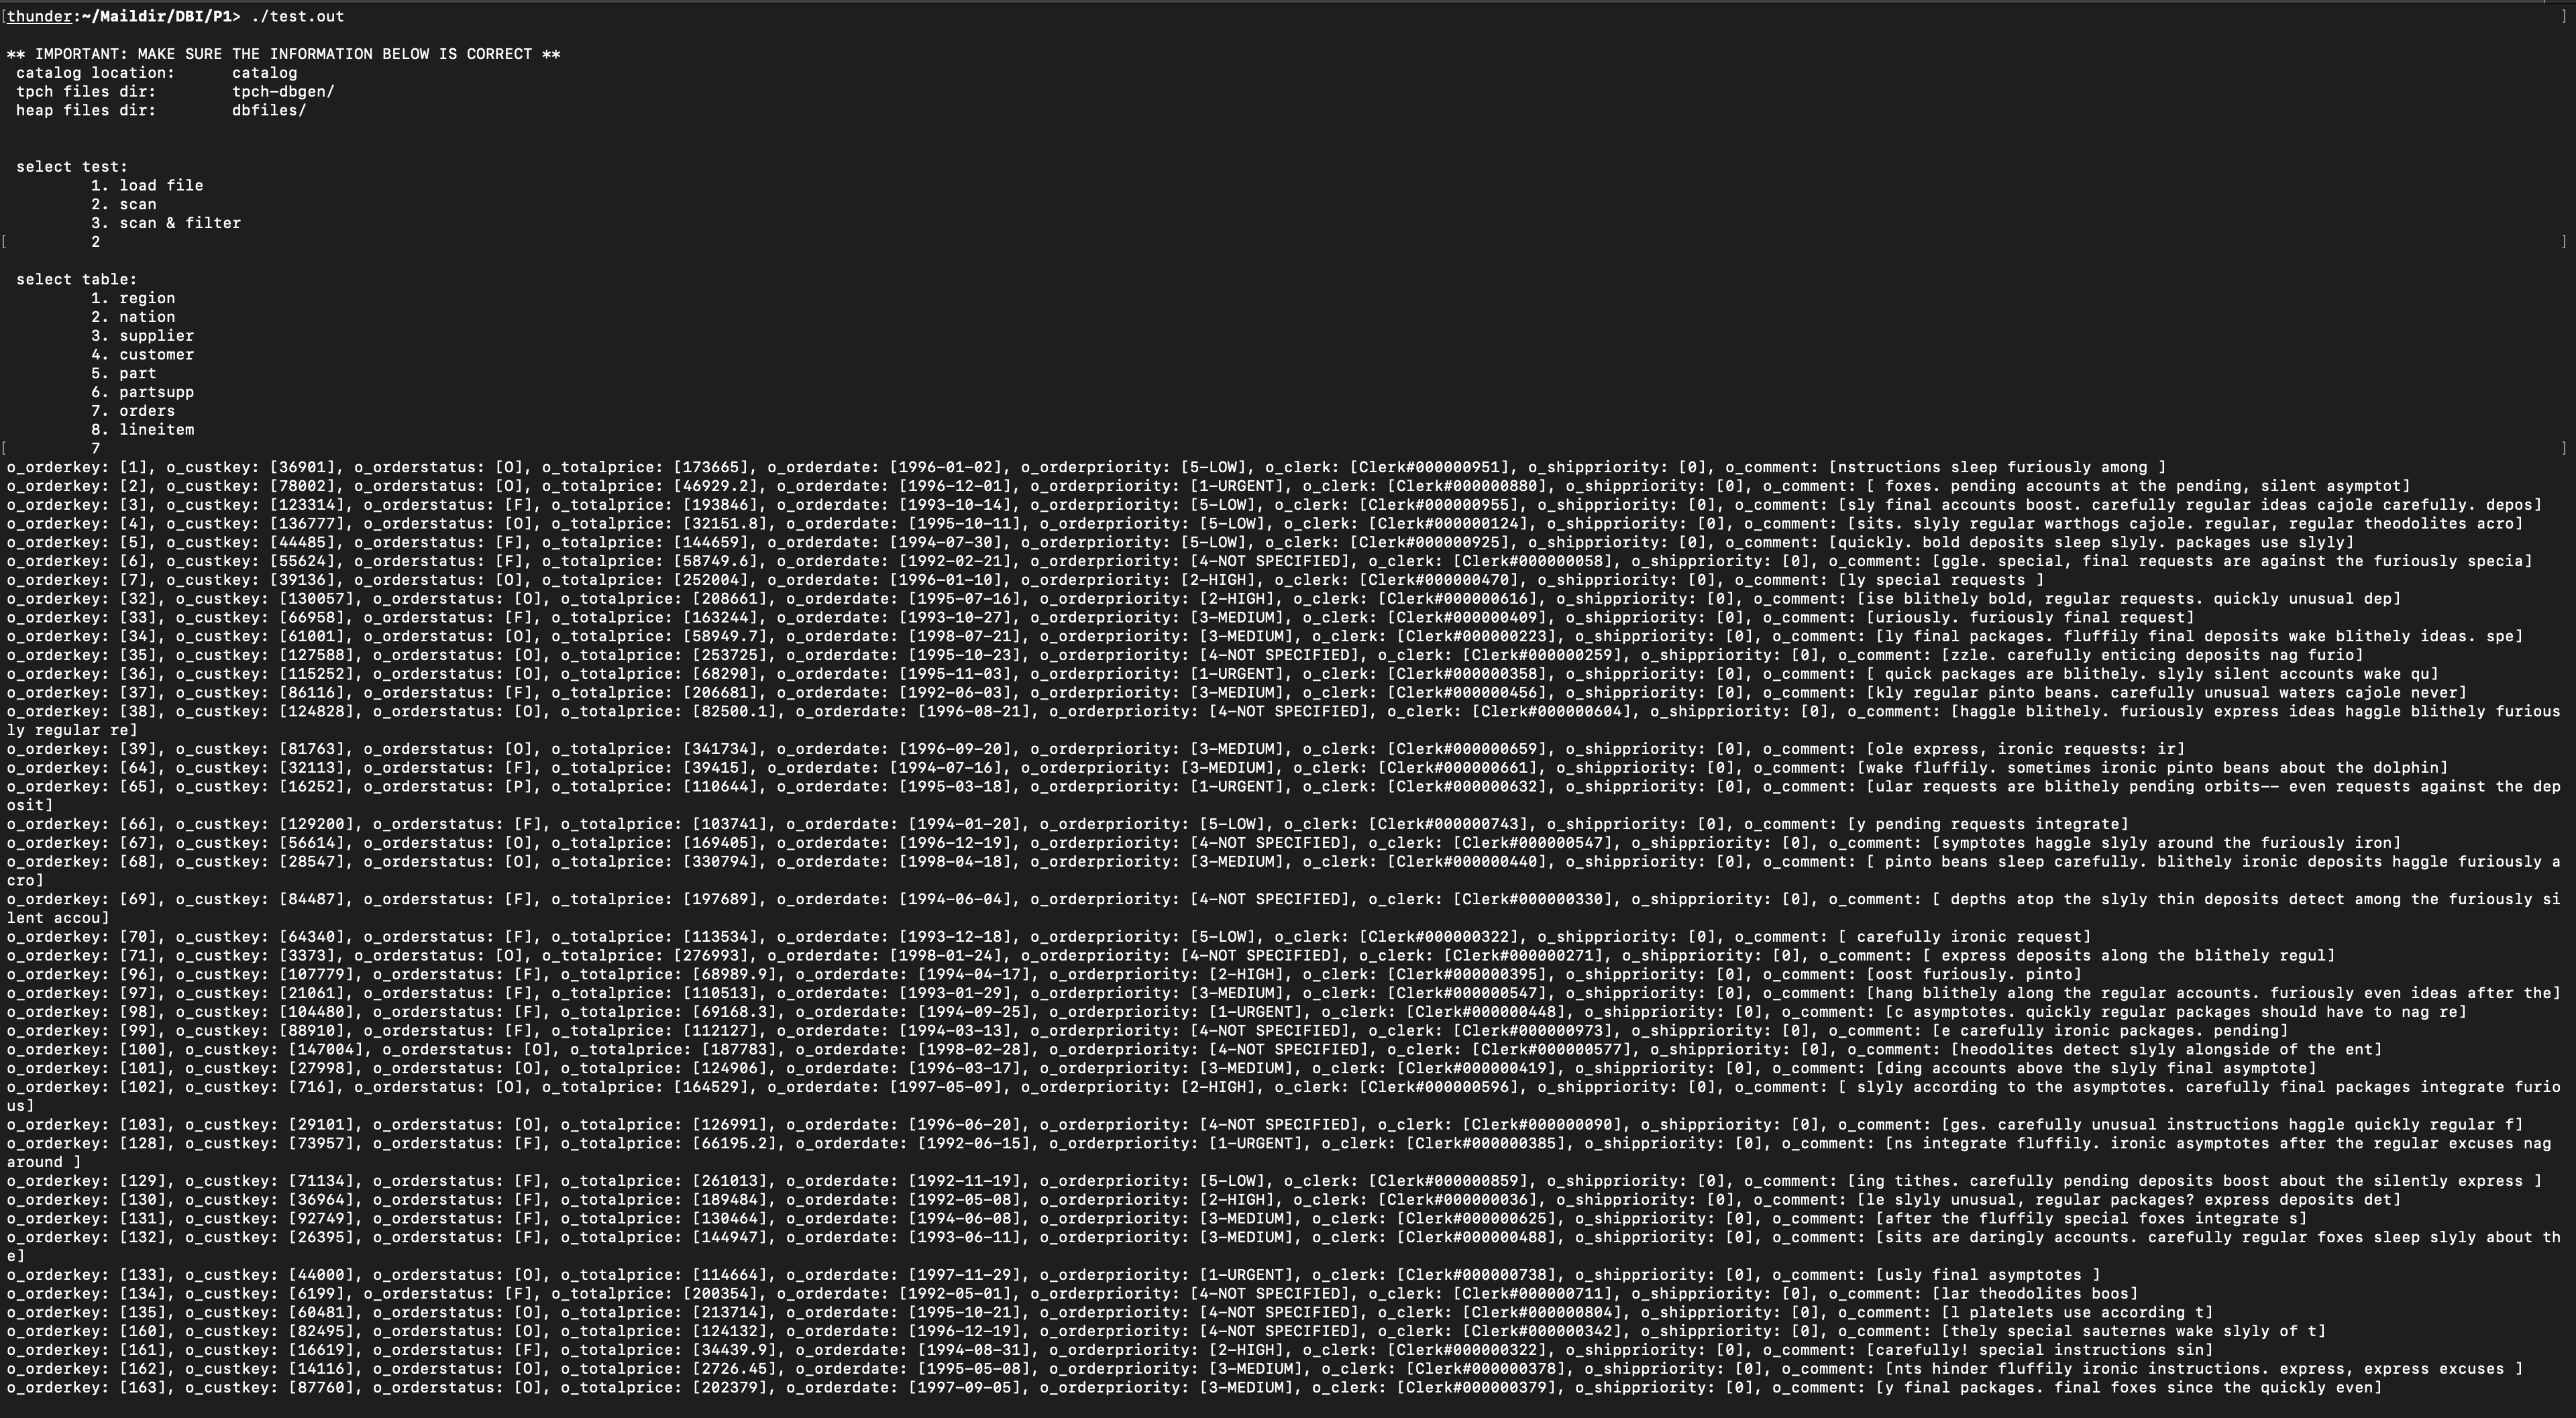 [thunder:~/Maildir/DBI/P1> ./test.out ]
** IMPORTANT: MAKE SURE THE INFORMATION BELOW IS CORRECT **
catalog location: catalog
tpch files dir: tpch-dbgen/
heap files dir: dbfiles/
select test:
1. load file
2. scan
3. scan & filter
[ 2 ]
select table:
1. region
2. nation
3. supplier
4. customer
5. part
6. partsupp
7. orders
8. lineitem
[ 7 ]
o_orderkey: [1], o_custkey: [36901], o_orderstatus: [O], o_totalprice: [173665], o_orderdate: [1996-01-02], o_orderpriority: [5-LOW], o_clerk: [Clerk#000000951], o_shippriority: [0], o_comment: [nstructions sleep furiously among ]
o_orderkey: [2], o_custkey: [78002], o_orderstatus: [O], o_totalprice: [46929.2], o_orderdate: [1996-12-01], o_orderpriority: [1-URGENT], o_clerk: [Clerk#000000880], o_shippriority: [0], o_comment: [ foxes. pending accounts at the pending, silent asymptot]
o_orderkey: [3], o_custkey: [123314], o_orderstatus: [F], o_totalprice: [193846], o_orderdate: [1993-10-14], o_orderpriority: [5-LOW], o_clerk: [Clerk#000000955], o_shippriority: [0], o_comment: [sly final accounts boost. carefully regular ideas cajole carefully. depos]
o_orderkey: [4], o_custkey: [136777], o_orderstatus: [O], o_totalprice: [32151.8], o_orderdate: [1995-10-11], o_orderpriority: [5-LOW], o_clerk: [Clerk#000000124], o_shippriority: [0], o_comment: [sits. slyly regular warthogs cajole. regular, regular theodolites acro]
o_orderkey: [5], o_custkey: [44485], o_orderstatus: [F], o_totalprice: [144659], o_orderdate: [1994-07-30], o_orderpriority: [5-LOW], o_clerk: [Clerk#000000925], o_shippriority: [0], o_comment: [quickly. bold deposits sleep slyly. packages use slyly]
o_orderkey: [6], o_custkey: [55624], o_orderstatus: [F], o_totalprice: [58749.6], o_orderdate: [1992-02-21], o_orderpriority: [4-NOT SPECIFIED], o_clerk: [Clerk#000000058], o_shippriority: [0], o_comment: [ggle. special, final requests are against the furiously specia]
o_orderkey: [7], o_custkey: [39136], o_orderstatus: [O], o_totalprice: [252004], o_orderdate: [1996-01-10], o_orderpriority: [2-HIGH], o_clerk: [Clerk#000000470], o_shippriority: [0], o_comment: [ly special requests ]
o_orderkey: [32], o_custkey: [130057], o_orderstatus: [O], o_totalprice: [208661], o_orderdate: [1995-07-16], o_orderpriority: [2-HIGH], o_clerk: [Clerk#000000616], o_shippriority: [0], o_comment: [ise blithely bold, regular requests. quickly unusual dep]
o_orderkey: [33], o_custkey: [66958], o_orderstatus: [F], o_totalprice: [163244], o_orderdate: [1993-10-27], o_orderpriority: [3-MEDIUM], o_clerk: [Clerk#000000409], o_shippriority: [0], o_comment: [uriously. furiously final request]
o_orderkey: [34], o_custkey: [61001], o_orderstatus: [O], o_totalprice: [58949.7], o_orderdate: [1998-07-21], o_orderpriority: [3-MEDIUM], o_clerk: [Clerk#000000223], o_shippriority: [0], o_comment: [ly final packages. fluffily final deposits wake blithely ideas. spe]
o_orderkey: [35], o_custkey: [127588], o_orderstatus: [O], o_totalprice: [253725], o_orderdate: [1995-10-23], o_orderpriority: [4-NOT SPECIFIED], o_clerk: [Clerk#000000259], o_shippriority: [0], o_comment: [zzle. carefully enticing deposits nag furio]
o_orderkey: [36], o_custkey: [115252], o_orderstatus: [O], o_totalprice: [68290], o_orderdate: [1995-11-03], o_orderpriority: [1-URGENT], o_clerk: [Clerk#000000358], o_shippriority: [0], o_comment: [ quick packages are blithely. slyly silent accounts wake qu]
o_orderkey: [37], o_custkey: [86116], o_orderstatus: [F], o_totalprice: [206681], o_orderdate: [1992-06-03], o_orderpriority: [3-MEDIUM], o_clerk: [Clerk#000000456], o_shippriority: [0], o_comment: [kly regular pinto beans. carefully unusual waters cajole never]
o_orderkey: [38], o_custkey: [124828], o_orderstatus: [O], o_totalprice: [82500.1], o_orderdate: [1996-08-21], o_orderpriority: [4-NOT SPECIFIED], o_clerk: [Clerk#000000604], o_shippriority: [0], o_comment: [haggle blithely. furiously express ideas haggle blithely furious
ly regular re]
o_orderkey: [39], o_custkey: [81763], o_orderstatus: [O], o_totalprice: [341734], o_orderdate: [1996-09-20], o_orderpriority: [3-MEDIUM], o_clerk: [Clerk#000000659], o_shippriority: [0], o_comment: [ole express, ironic requests: ir]
o_orderkey: [64], o_custkey: [32113], o_orderstatus: [F], o_totalprice: [39415], o_orderdate: [1994-07-16], o_orderpriority: [3-MEDIUM], o_clerk: [Clerk#000000661], o_shippriority: [0], o_comment: [wake fluffily. sometimes ironic pinto beans about the dolphin]
o_orderkey: [65], o_custkey: [16252], o_orderstatus: [P], o_totalprice: [110644], o_orderdate: [1995-03-18], o_orderpriority: [1-URGENT], o_clerk: [Clerk#000000632], o_shippriority: [0], o_comment: [ular requests are blithely pending orbits-- even requests against the dep
osit]
o_orderkey: [66], o_custkey: [129200], o_orderstatus: [F], o_totalprice: [103741], o_orderdate: [1994-01-20], o_orderpriority: [5-LOW], o_clerk: [Clerk#000000743], o_shippriority: [0], o_comment: [y pending requests integrate]
o_orderkey: [67], o_custkey: [56614], o_orderstatus: [O], o_totalprice: [169405], o_orderdate: [1996-12-19], o_orderpriority: [4-NOT SPECIFIED], o_clerk: [Clerk#000000547], o_shippriority: [0], o_comment: [symptotes haggle slyly around the furiously iron]
o_orderkey: [68], o_custkey: [28547], o_orderstatus: [O], o_totalprice: [330794], o_orderdate: [1998-04-18], o_orderpriority: [3-MEDIUM], o_clerk: [Clerk#000000440], o_shippriority: [0], o_comment: [ pinto beans sleep carefully. blithely ironic deposits haggle furiously a
cro]
o_orderkey: [69], o_custkey: [84487], o_orderstatus: [F], o_totalprice: [197689], o_orderdate: [1994-06-04], o_orderpriority: [4-NOT SPECIFIED], o_clerk: [Clerk#000000330], o_shippriority: [0], o_comment: [ depths atop the slyly thin deposits detect among the furiously si
lent accou]
o_orderkey: [70], o_custkey: [64340], o_orderstatus: [F], o_totalprice: [113534], o_orderdate: [1993-12-18], o_orderpriority: [5-LOW], o_clerk: [Clerk#000000322], o_shippriority: [0], o_comment: [ carefully ironic request]
o_orderkey: [71], o_custkey: [3373], o_orderstatus: [O], o_totalprice: [276993], o_orderdate: [1998-01-24], o_orderpriority: [4-NOT SPECIFIED], o_clerk: [Clerk#000000271], o_shippriority: [0], o_comment: [ express deposits along the blithely regul]
o_orderkey: [96], o_custkey: [107779], o_orderstatus: [F], o_totalprice: [68989.9], o_orderdate: [1994-04-17], o_orderpriority: [2-HIGH], o_clerk: [Clerk#000000395], o_shippriority: [0], o_comment: [oost furiously. pinto]
o_orderkey: [97], o_custkey: [21061], o_orderstatus: [F], o_totalprice: [110513], o_orderdate: [1993-01-29], o_orderpriority: [3-MEDIUM], o_clerk: [Clerk#000000547], o_shippriority: [0], o_comment: [hang blithely along the regular accounts. furiously even ideas after the]
o_orderkey: [98], o_custkey: [104480], o_orderstatus: [F], o_totalprice: [69168.3], o_orderdate: [1994-09-25], o_orderpriority: [1-URGENT], o_clerk: [Clerk#000000448], o_shippriority: [0], o_comment: [c asymptotes. quickly regular packages should have to nag re]
o_orderkey: [99], o_custkey: [88910], o_orderstatus: [F], o_totalprice: [112127], o_orderdate: [1994-03-13], o_orderpriority: [4-NOT SPECIFIED], o_clerk: [Clerk#000000973], o_shippriority: [0], o_comment: [e carefully ironic packages. pending]
o_orderkey: [100], o_custkey: [147004], o_orderstatus: [O], o_totalprice: [187783], o_orderdate: [1998-02-28], o_orderpriority: [4-NOT SPECIFIED], o_clerk: [Clerk#000000577], o_shippriority: [0], o_comment: [heodolites detect slyly alongside of the ent]
o_orderkey: [101], o_custkey: [27998], o_orderstatus: [O], o_totalprice: [124906], o_orderdate: [1996-03-17], o_orderpriority: [3-MEDIUM], o_clerk: [Clerk#000000419], o_shippriority: [0], o_comment: [ding accounts above the slyly final asymptote]
o_orderkey: [102], o_custkey: [716], o_orderstatus: [O], o_totalprice: [164529], o_orderdate: [1997-05-09], o_orderpriority: [2-HIGH], o_clerk: [Clerk#000000596], o_shippriority: [0], o_comment: [ slyly according to the asymptotes. carefully final packages integrate furio
us]
o_orderkey: [103], o_custkey: [29101], o_orderstatus: [O], o_totalprice: [126991], o_orderdate: [1996-06-20], o_orderpriority: [4-NOT SPECIFIED], o_clerk: [Clerk#000000090], o_shippriority: [0], o_comment: [ges. carefully unusual instructions haggle quickly regular f]
o_orderkey: [128], o_custkey: [73957], o_orderstatus: [F], o_totalprice: [66195.2], o_orderdate: [1992-06-15], o_orderpriority: [1-URGENT], o_clerk: [Clerk#000000385], o_shippriority: [0], o_comment: [ns integrate fluffily. ironic asymptotes after the regular excuses nag
around ]
o_orderkey: [129], o_custkey: [71134], o_orderstatus: [F], o_totalprice: [261013], o_orderdate: [1992-11-19], o_orderpriority: [5-LOW], o_clerk: [Clerk#000000859], o_shippriority: [0], o_comment: [ing tithes. carefully pending deposits boost about the silently express ]
o_orderkey: [130], o_custkey: [36964], o_orderstatus: [F], o_totalprice: [189484], o_orderdate: [1992-05-08], o_orderpriority: [2-HIGH], o_clerk: [Clerk#000000036], o_shippriority: [0], o_comment: [le slyly unusual, regular packages? express deposits det]
o_orderkey: [131], o_custkey: [92749], o_orderstatus: [F], o_totalprice: [130464], o_orderdate: [1994-06-08], o_orderpriority: [3-MEDIUM], o_clerk: [Clerk#000000625], o_shippriority: [0], o_comment: [after the fluffily special foxes integrate s]
o_orderkey: [132], o_custkey: [26395], o_orderstatus: [F], o_totalprice: [144947], o_orderdate: [1993-06-11], o_orderpriority: [3-MEDIUM], o_clerk: [Clerk#000000488], o_shippriority: [0], o_comment: [sits are daringly accounts. carefully regular foxes sleep slyly about th
e]
o_orderkey: [133], o_custkey: [44000], o_orderstatus: [O], o_totalprice: [114664], o_orderdate: [1997-11-29], o_orderpriority: [1-URGENT], o_clerk: [Clerk#000000738], o_shippriority: [0], o_comment: [usly final asymptotes ]
o_orderkey: [134], o_custkey: [6199], o_orderstatus: [F], o_totalprice: [200354], o_orderdate: [1992-05-01], o_orderpriority: [4-NOT SPECIFIED], o_clerk: [Clerk#000000711], o_shippriority: [0], o_comment: [lar theodolites boos]
o_orderkey: [135], o_custkey: [60481], o_orderstatus: [O], o_totalprice: [213714], o_orderdate: [1995-10-21], o_orderpriority: [4-NOT SPECIFIED], o_clerk: [Clerk#000000804], o_shippriority: [0], o_comment: [l platelets use according t]
o_orderkey: [160], o_custkey: [82495], o_orderstatus: [O], o_totalprice: [124132], o_orderdate: [1996-12-19], o_orderpriority: [4-NOT SPECIFIED], o_clerk: [Clerk#000000342], o_shippriority: [0], o_comment: [thely special sauternes wake slyly of t]
o_orderkey: [161], o_custkey: [16619], o_orderstatus: [F], o_totalprice: [34439.9], o_orderdate: [1994-08-31], o_orderpriority: [2-HIGH], o_clerk: [Clerk#000000322], o_shippriority: [0], o_comment: [carefully! special instructions sin]
o_orderkey: [162], o_custkey: [14116], o_orderstatus: [O], o_totalprice: [2726.45], o_orderdate: [1995-05-08], o_orderpriority: [3-MEDIUM], o_clerk: [Clerk#000000378], o_shippriority: [0], o_comment: [nts hinder fluffily ironic instructions. express, express excuses ]
o_orderkey: [163], o_custkey: [87760], o_orderstatus: [O], o_totalprice: [202379], o_orderdate: [1997-09-05], o_orderpriority: [3-MEDIUM], o_clerk: [Clerk#000000379], o_shippriority: [0], o_comment: [y final packages. final foxes since the quickly even]